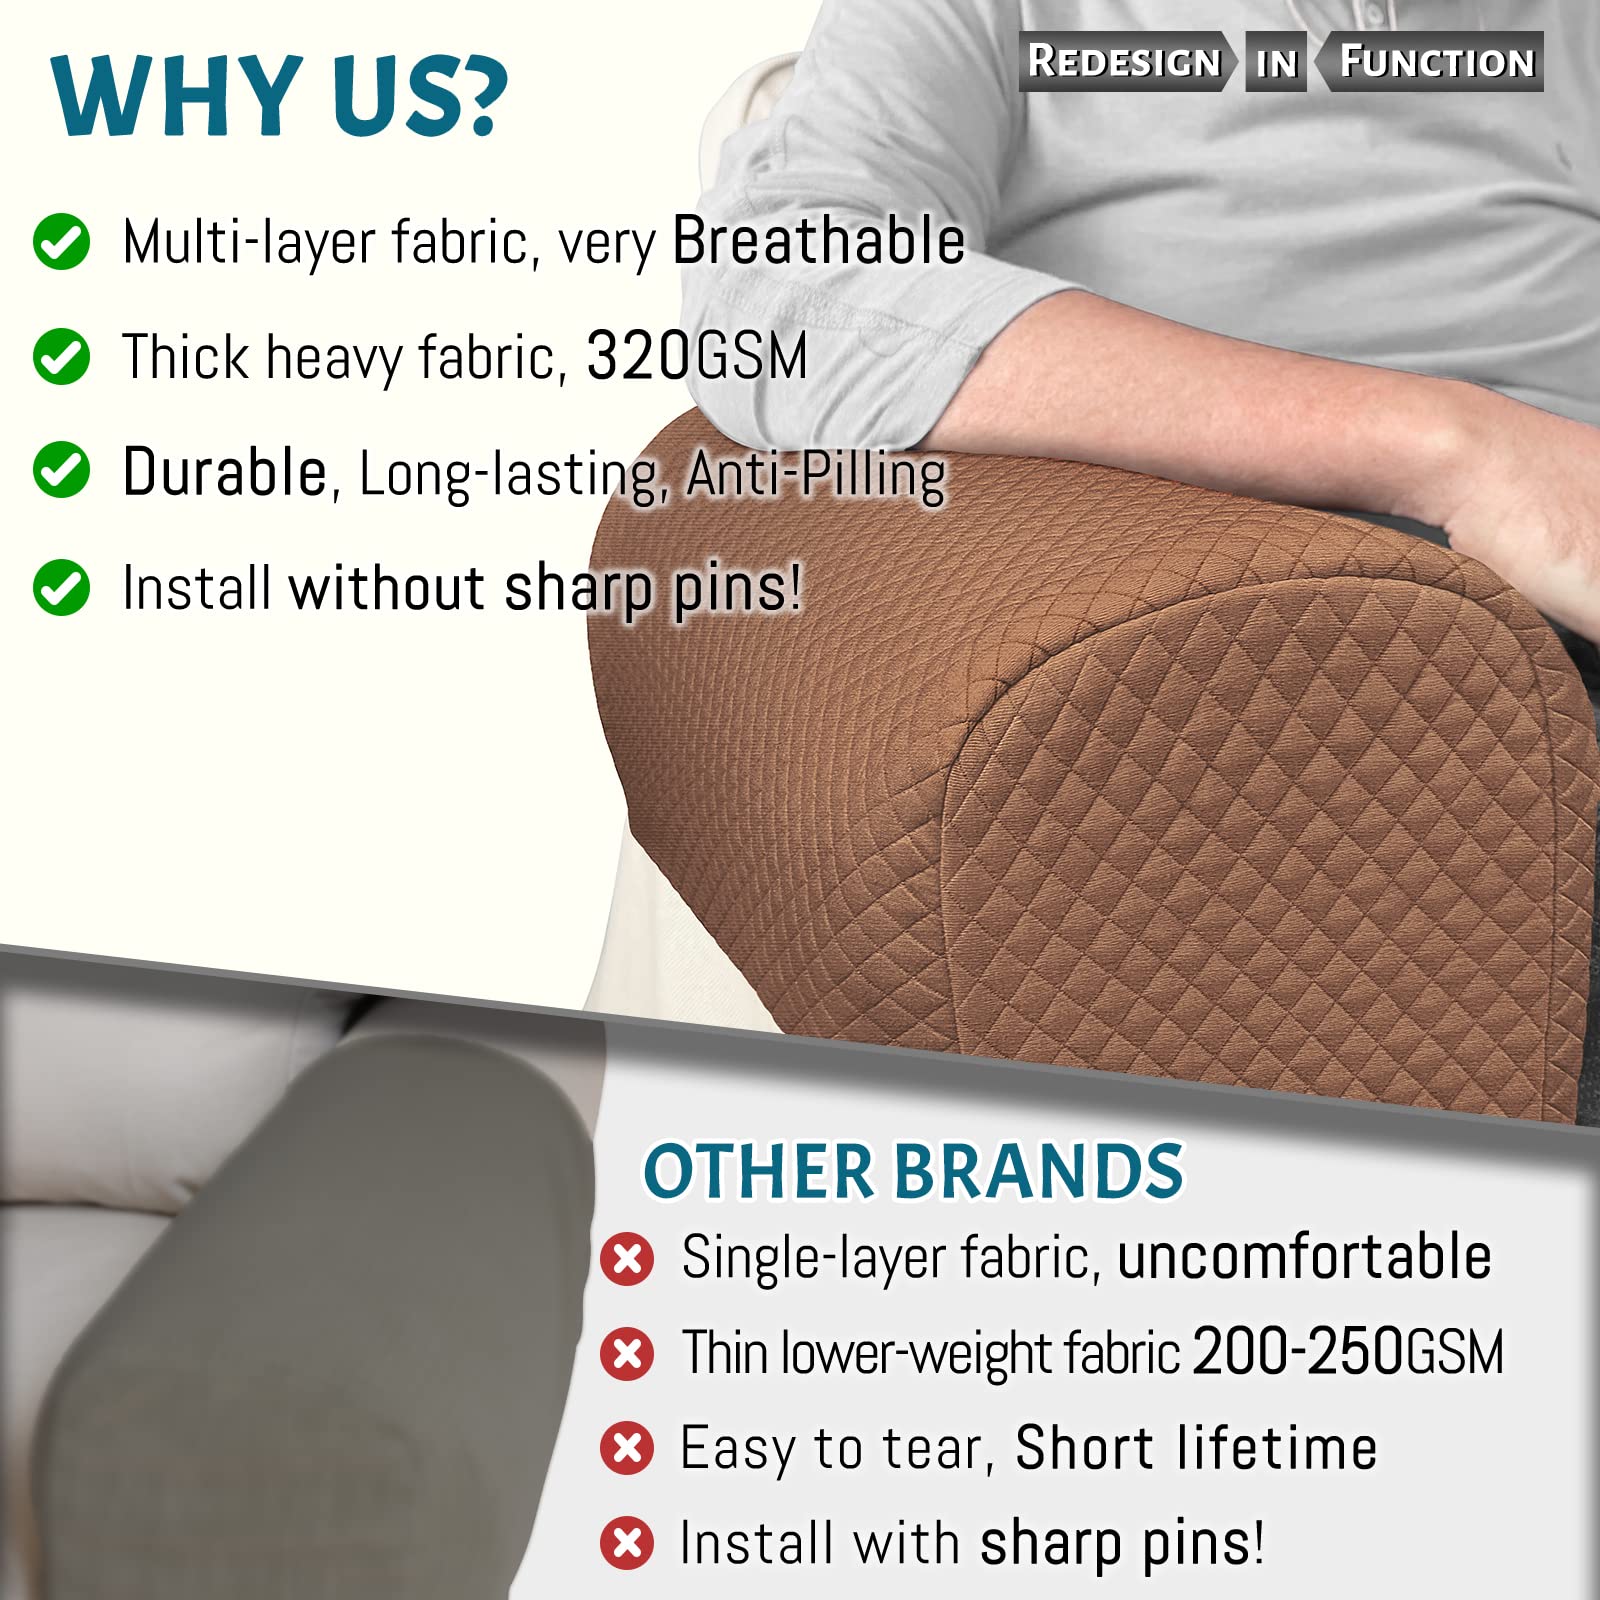 REDESIGN IN FUNCTION
WHY US?
Multi-layer fabric, very Breathable
Thick heavy fabric, 320GSM
Durable, Long-lasting, Anti-Pilling
Install without sharp pins!
OTHER BRANDS
Single-layer fabric, uncomfortable
Thin lower-weight fabric 200-250GSM
Easy to tear, Short lifetime
Install with sharp pins!